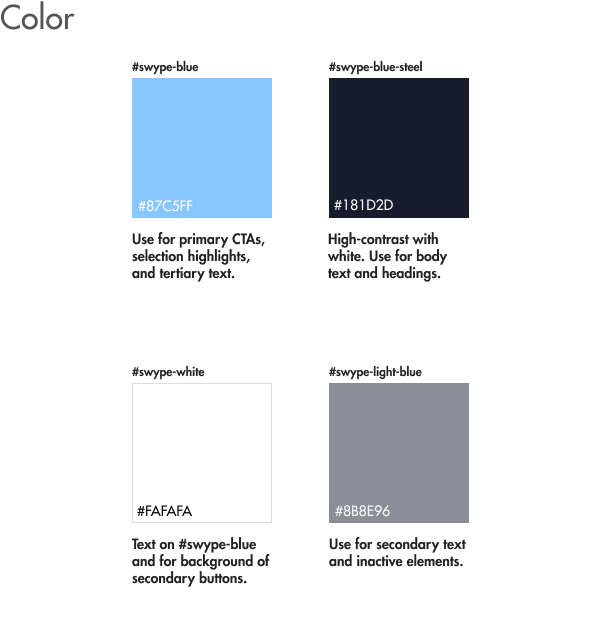 Color
#swype-blue
#87C5FF
Use for primary CTAs,
selection highlights,
and tertiary text.
#swype-blue-steel
#181D2D
High-contrast with
white. Use for body
text and headings.
#swype-white
#FAFAFA
Text on #swype-blue
and for background of
secondary buttons.
#swype-light-blue
#8B8E96
Use for secondary text
and inactive elements.